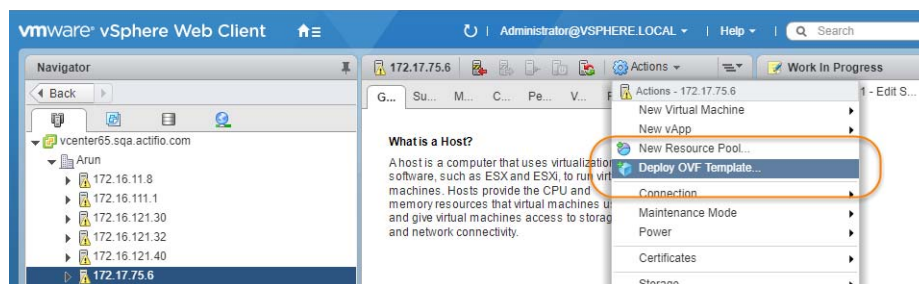 vmware® vSphere Web Client
Administrator@VSPHERE.LOCAL
Help
Search
Navigator
Back
vcenter65.sqa.actifio.com
Arun
172.16.11.8
172.16.111.1
172.16.121.30
172.16.121.32
172.16.121.40
172.17.75.6
172.17.75.6
Actions
G... Su... M... C... Pe... V...
What is a Host?
A host is a computer that uses virtualization
software, such as ESX and ESXi, to run virt
machines. Hosts provide the CPU and
memory resources that virtual machines u
and give virtual machines access to storag
and network connectivity.
Actions - 172.17.75.6
New Virtual Machine
New vApp
New Resource Pool...
Deploy OVF Template...
Connection
Maintenance Mode
Power
Certificates
Storage
Work In Progress
1 - Edit S...